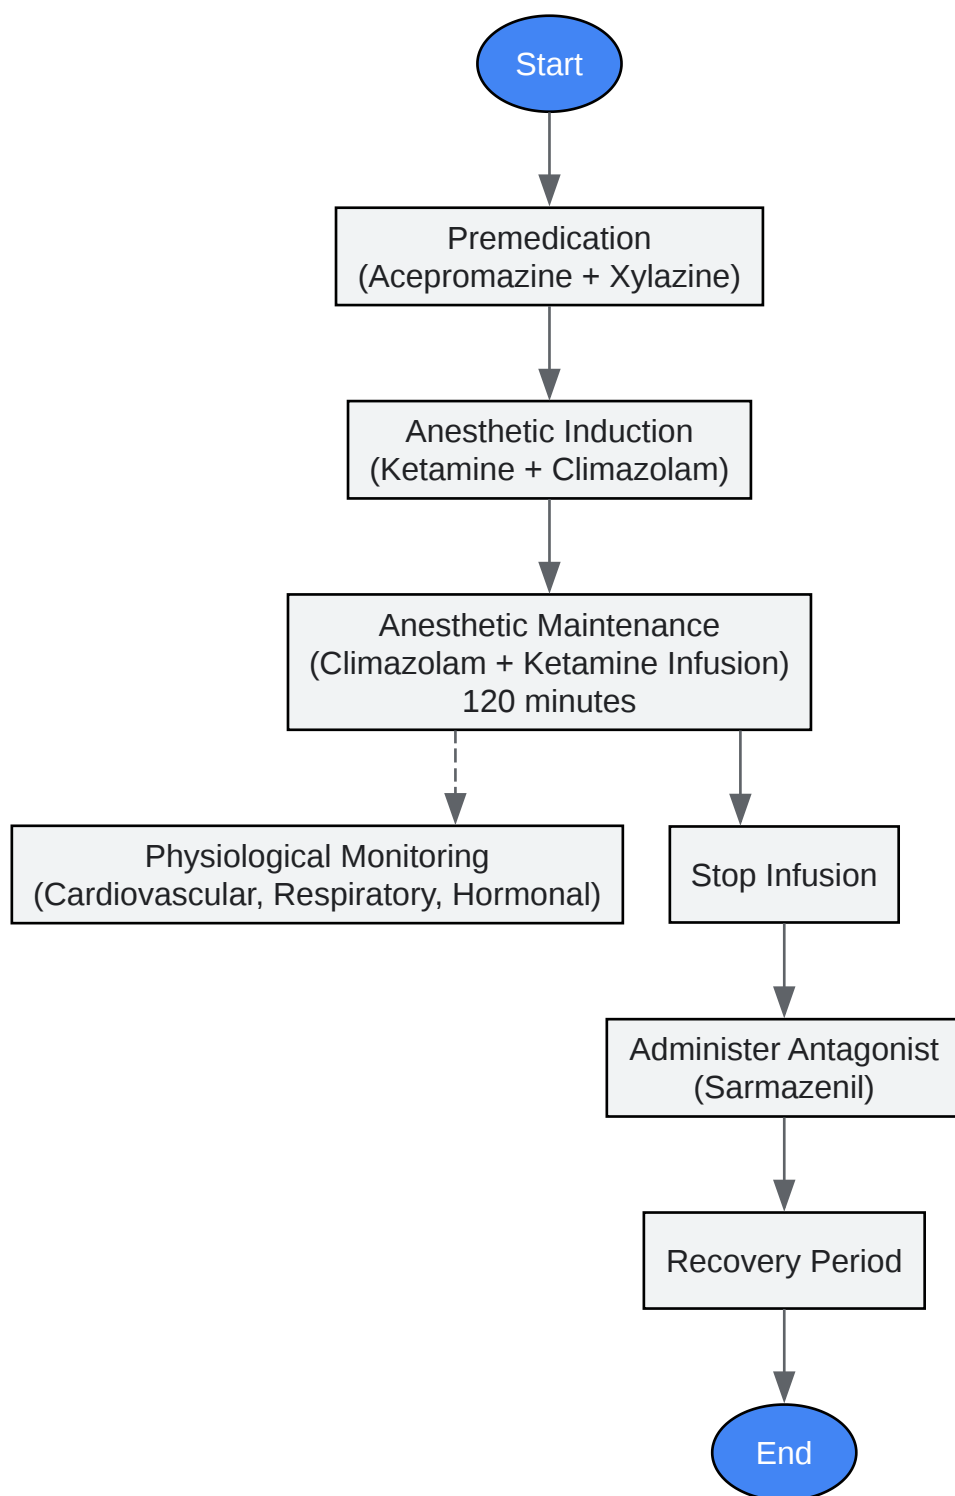 Start
Premedication
(Acepromazine + Xylazine)
Anesthetic Induction
(Ketamine + Climazolam)
Anesthetic Maintenance
(Climazolam + Ketamine Infusion)
120 minutes
Physiological Monitoring
(Cardiovascular, Respiratory, Hormonal)
Stop Infusion
Administer Antagonist
(Sarmazenil)
Recovery Period
End